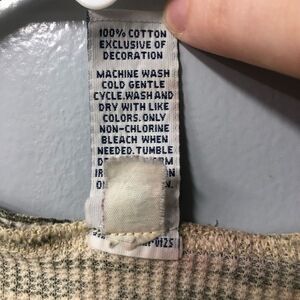 100% COTTON
EXCLUSIVE OF
DECORATION
MACHINE WASH
COLD GENTLE
CYCLE.WASH AND
DRY WITH LIKE
COLORS.ONLY
NON-CHLORINE
BLEACH WHEN
NEEDED.TUMBLE